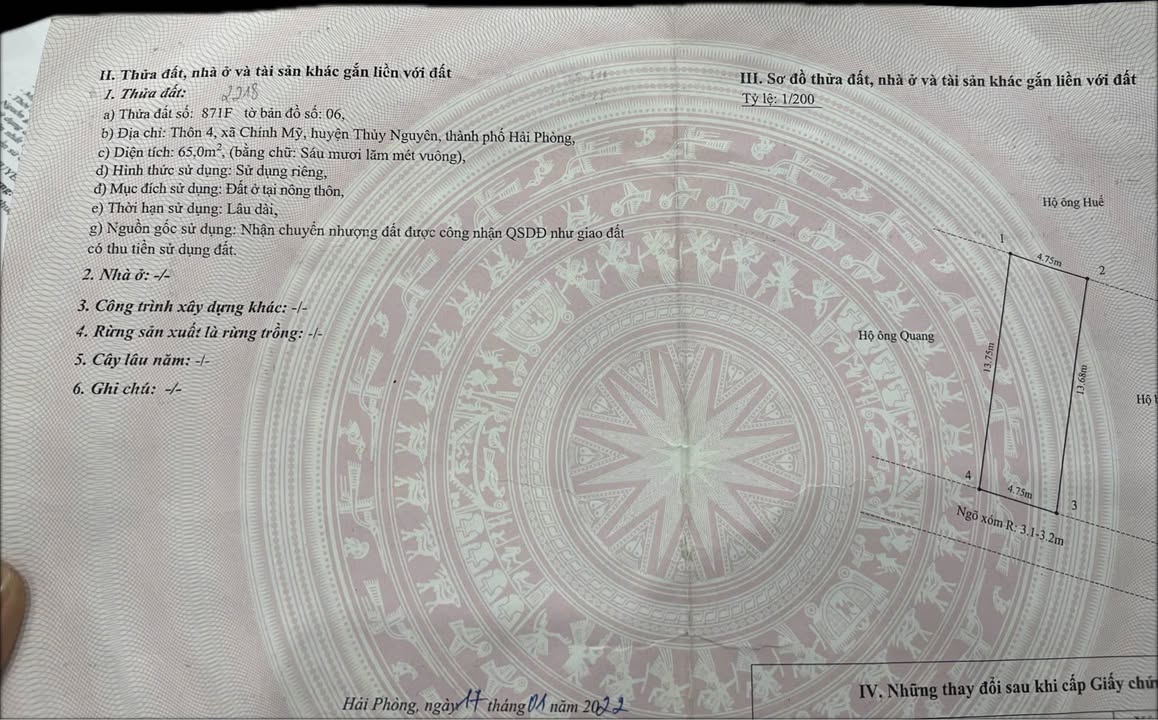 II. Thửa đất, nhà ở và tài sản khác gắn liền với đất
1. Thửa đất: 2218
a) Thửa đất số: 871F tờ bản đồ số: 06,
b) Địa chỉ: Thôn 4, xã Chính Mỹ, huyện Thủy Nguyên, thành phố Hải Phòng,
c) Diện tích: 65,0m², (bằng chữ: Sáu mươi lăm mét vuông),
d) Hình thức sử dụng: Sử dụng riêng,
đ) Mục đích sử dụng: Đất ở tại nông thôn,
e) Thời hạn sử dụng: Lâu dài,
g) Nguồn gốc sử dụng: Nhận chuyển nhượng đất được công nhận QSDĐ như giao đất
có thu tiền sử dụng đất.
2. Nhà ở: -/-
3. Công trình xây dựng khác: -/-
4. Rừng sản xuất là rừng trồng: -/-
5. Cây lâu năm: -/-
6. Ghi chú: -/-
Hải Phòng, ngày 17 tháng 01 năm 2022
III. Sơ đồ thửa đất, nhà ở và tài sản khác gắn liền với đất
Tỷ lệ: 1/200
Hộ ông Huể
1
4.75m
2
Hộ ông Quang
13.75m
13.68m
Hộ
4
4.75m
3
Ngõ xóm R: 3.1-3.2m
IV. Những thay đổi sau khi cấp Giấy